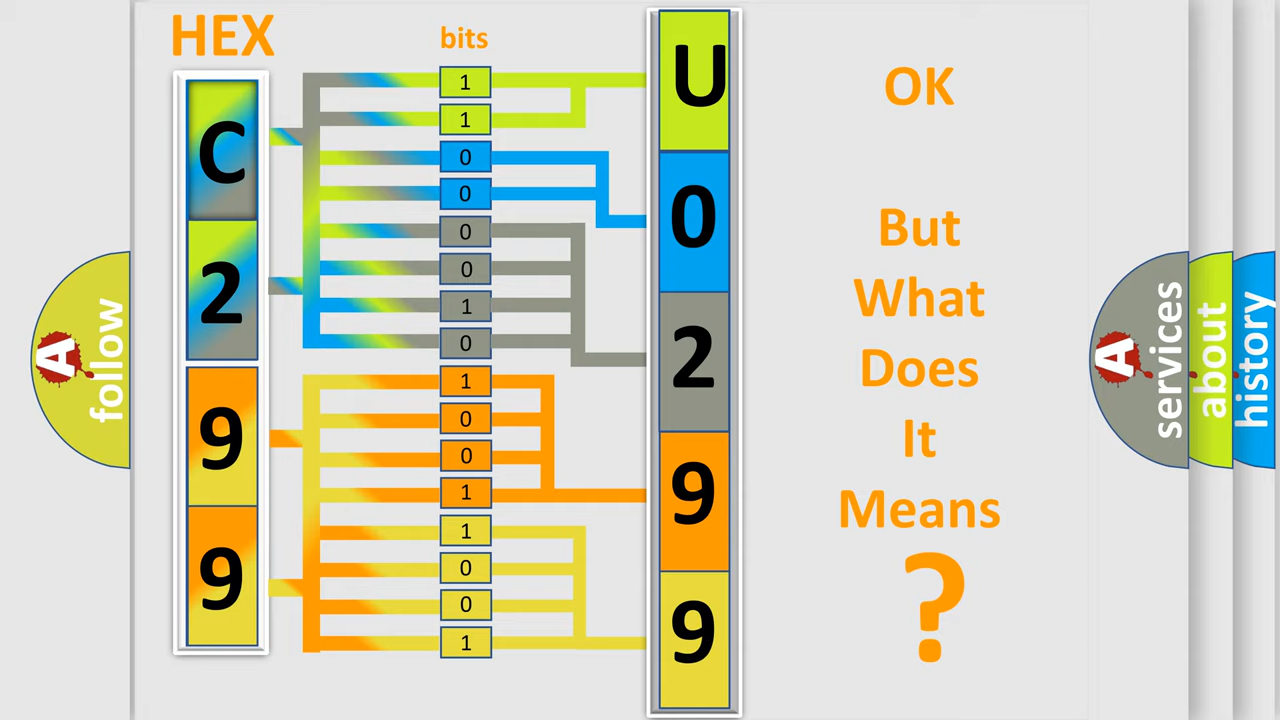 HEX
bits
C
2
9
9
1
1
0
0
0
0
1
0
1
0
0
1
1
0
0
1
U
0
2
9
9
OK
But
What
Does
It
Means
?
A
follow
A
services
about
history